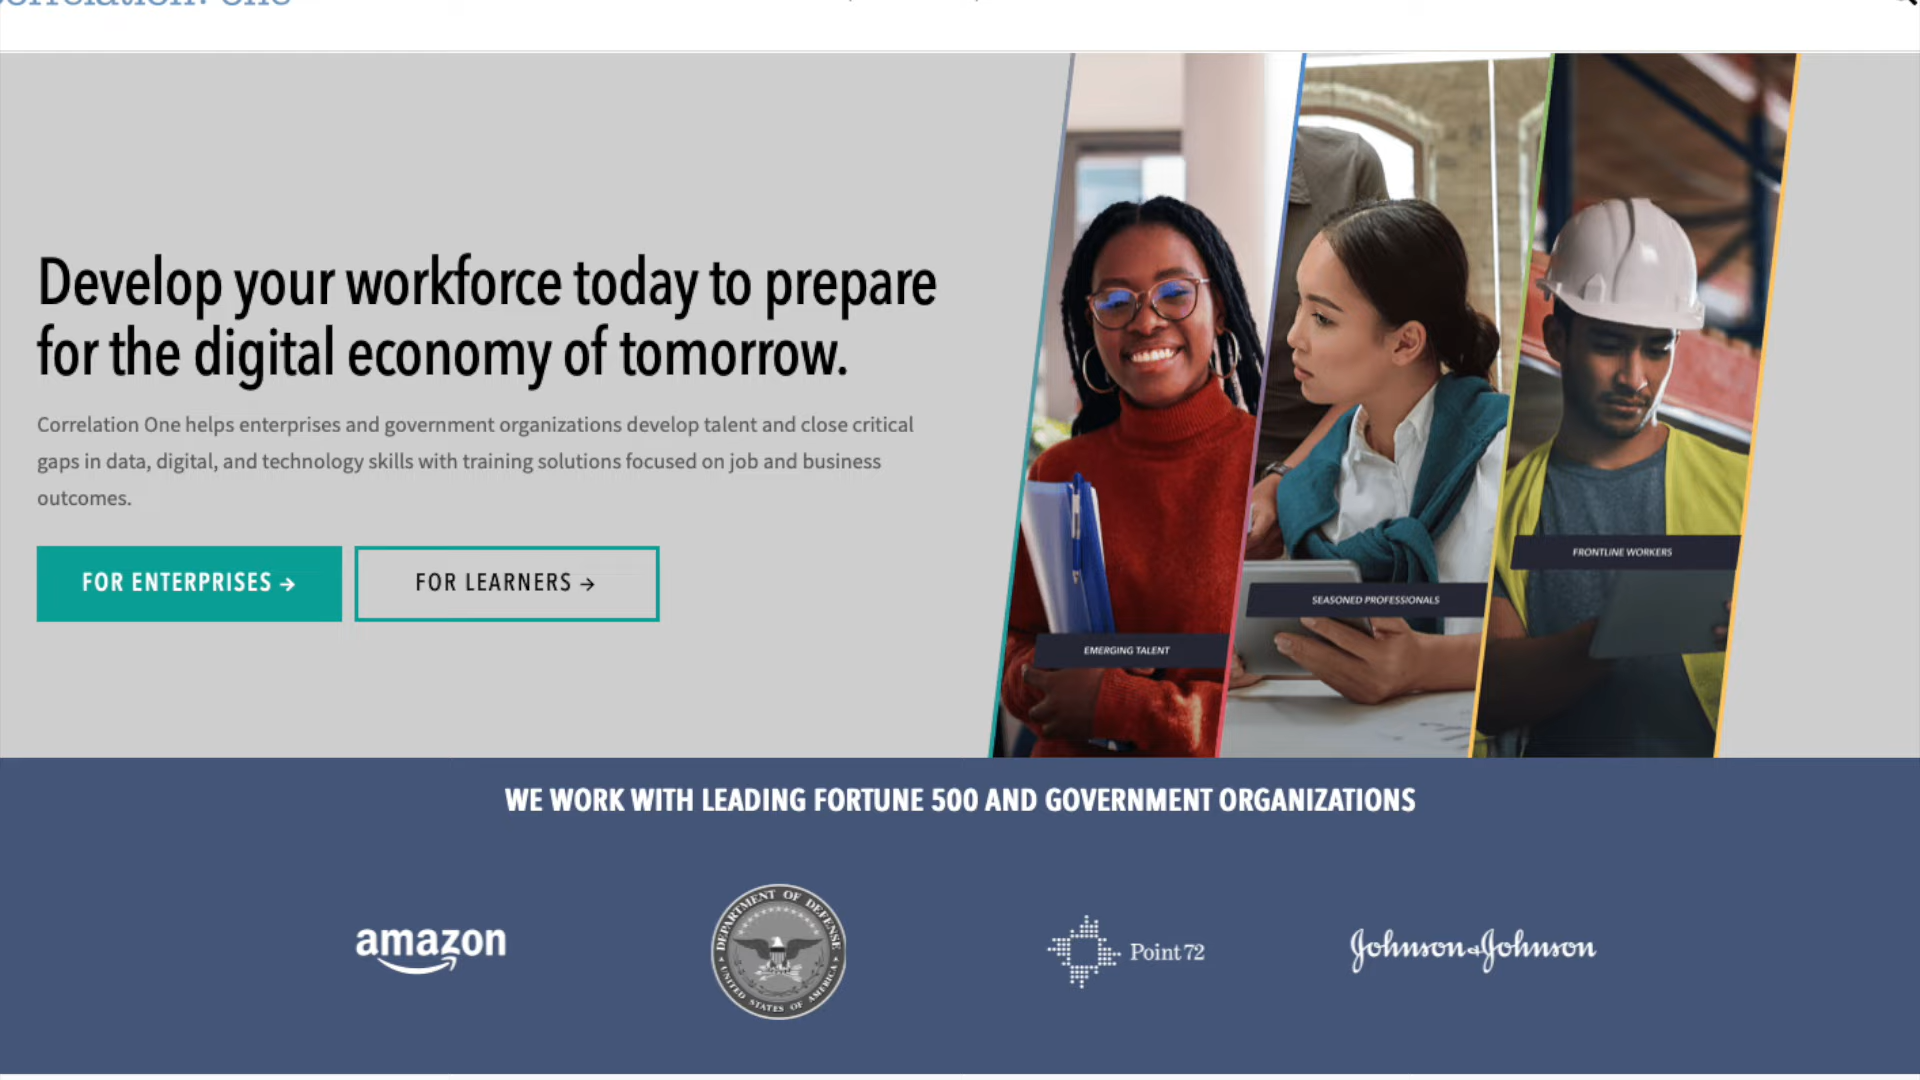 Correlation One
Develop your workforce today to prepare
for the digital economy of tomorrow.
Correlation One helps enterprises and government organizations develop talent and close critical
gaps in data, digital, and technology skills with training solutions focused on job and business
outcomes.
FOR ENTERPRISES →
FOR LEARNERS →
EMERGING TALENT
SEASONED PROFESSIONALS
FRONTLINE WORKERS
WE WORK WITH LEADING FORTUNE 500 AND GOVERNMENT ORGANIZATIONS
amazon
DEPARTMENT OF DEFENSE
UNITED STATES OF AMERICA
Point72
Johnson&Johnson